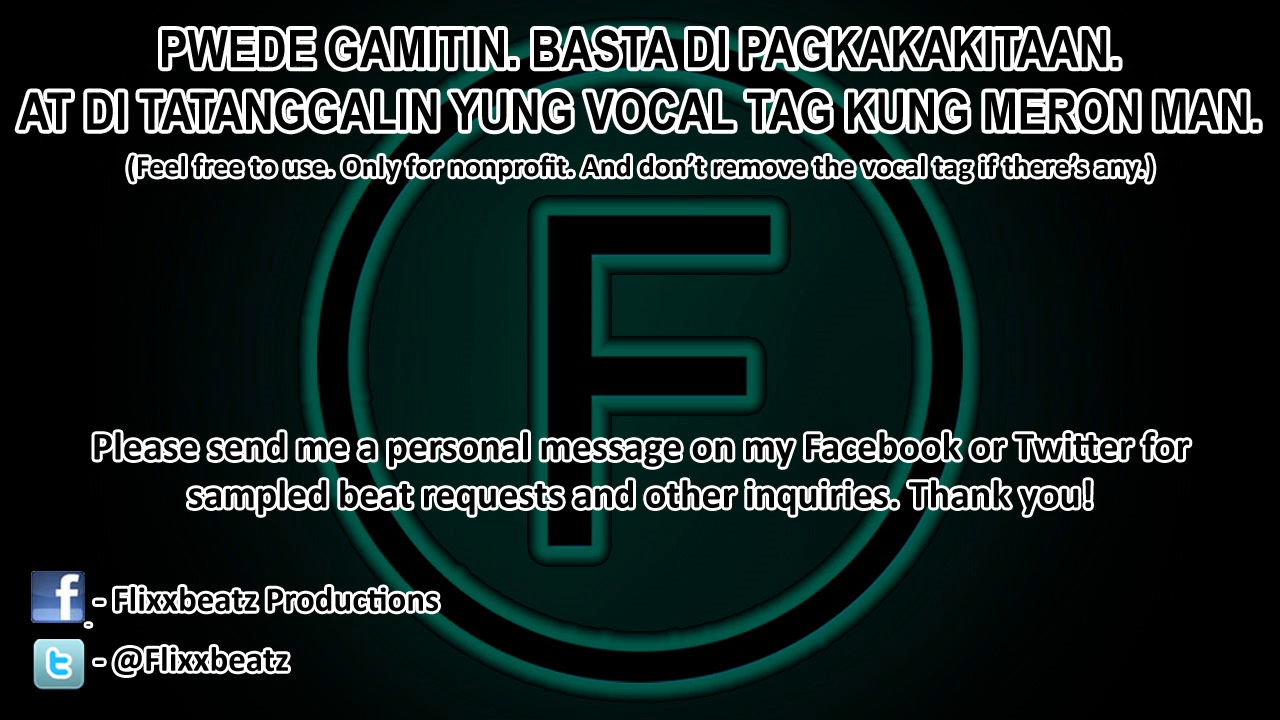 PWEDE GAMITIN. BASTA DI PAGKAKAKITAAN.
AT DI TATANGGALIN YUNG VOCAL TAG KUNG MERON MAN.
(Feel free to use. Only for nonprofit. And don't remove the vocal tag if there's any.)
F
Please send me a personal message on my Facebook or Twitter for
sampled beat requests and other inquiries. Thank you!
f - Flixxbeatz Productions
-
t - @Flixxbeatz